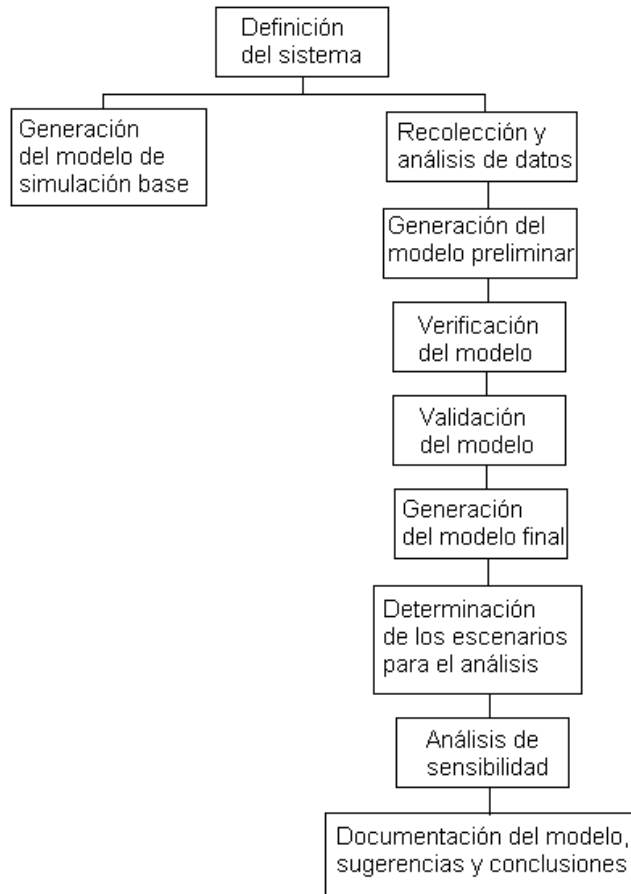 Definición
del sistema
Generación
del modelo de
simulación base
Recolección y
análisis de datos
Generación del
modelo preliminar
Verificación
del modelo
Validación
del modelo
Generación
del modelo final
Determinación
de los escenarios
para el análisis
Análisis de
sensibilidad
Documentación del modelo,
sugerencias y conclusiones